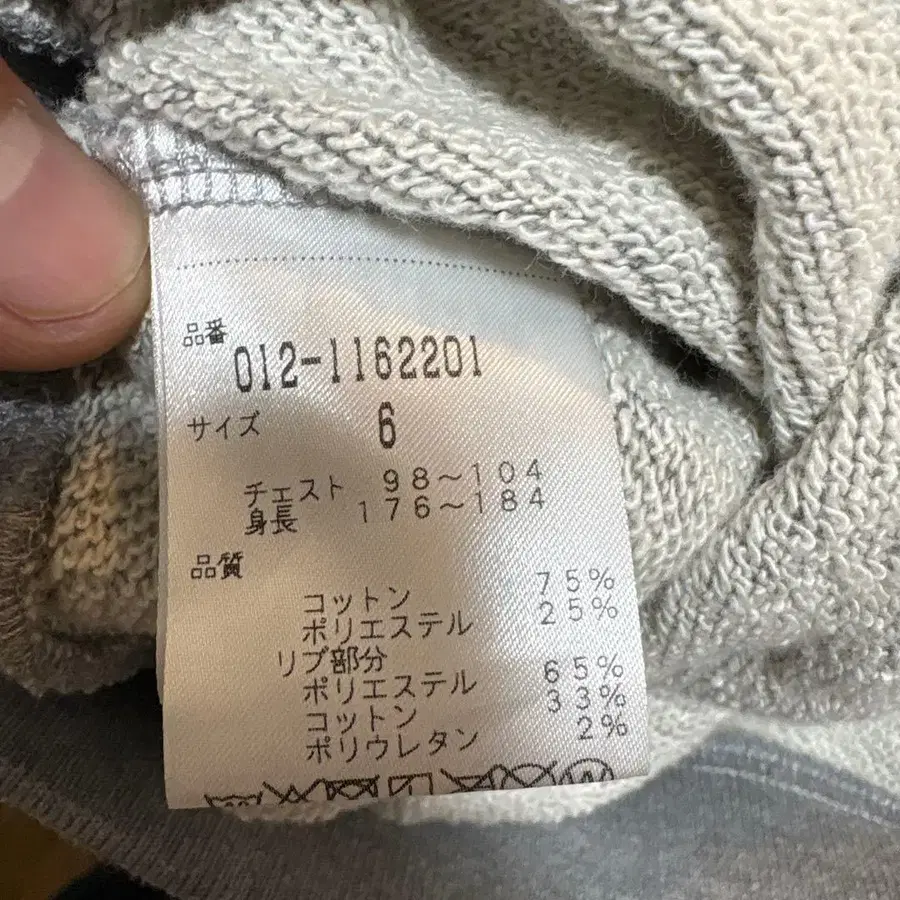 品番
012-1162201
サイズ 6
チェスト 98～104
身長 176～184
品質
コットン 75%
ポリエステル 25%
リブ部分
ポリエステル 65%
コットン 33%
ポリウレタン 2%